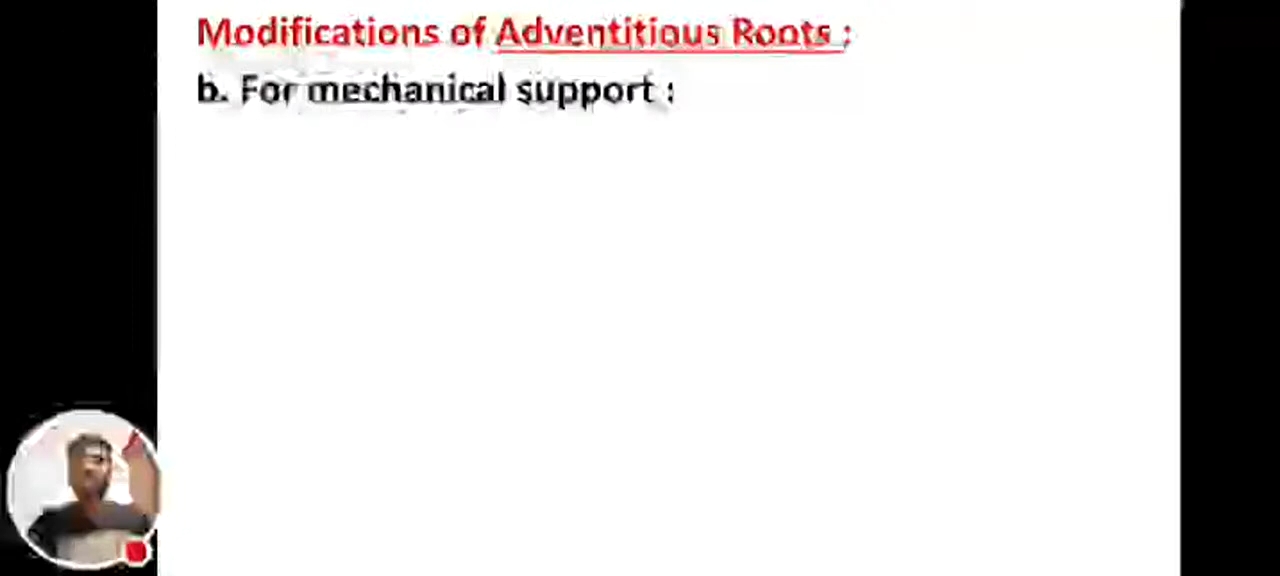 Modifications of Adventitious Roots :
b. For mechanical support :